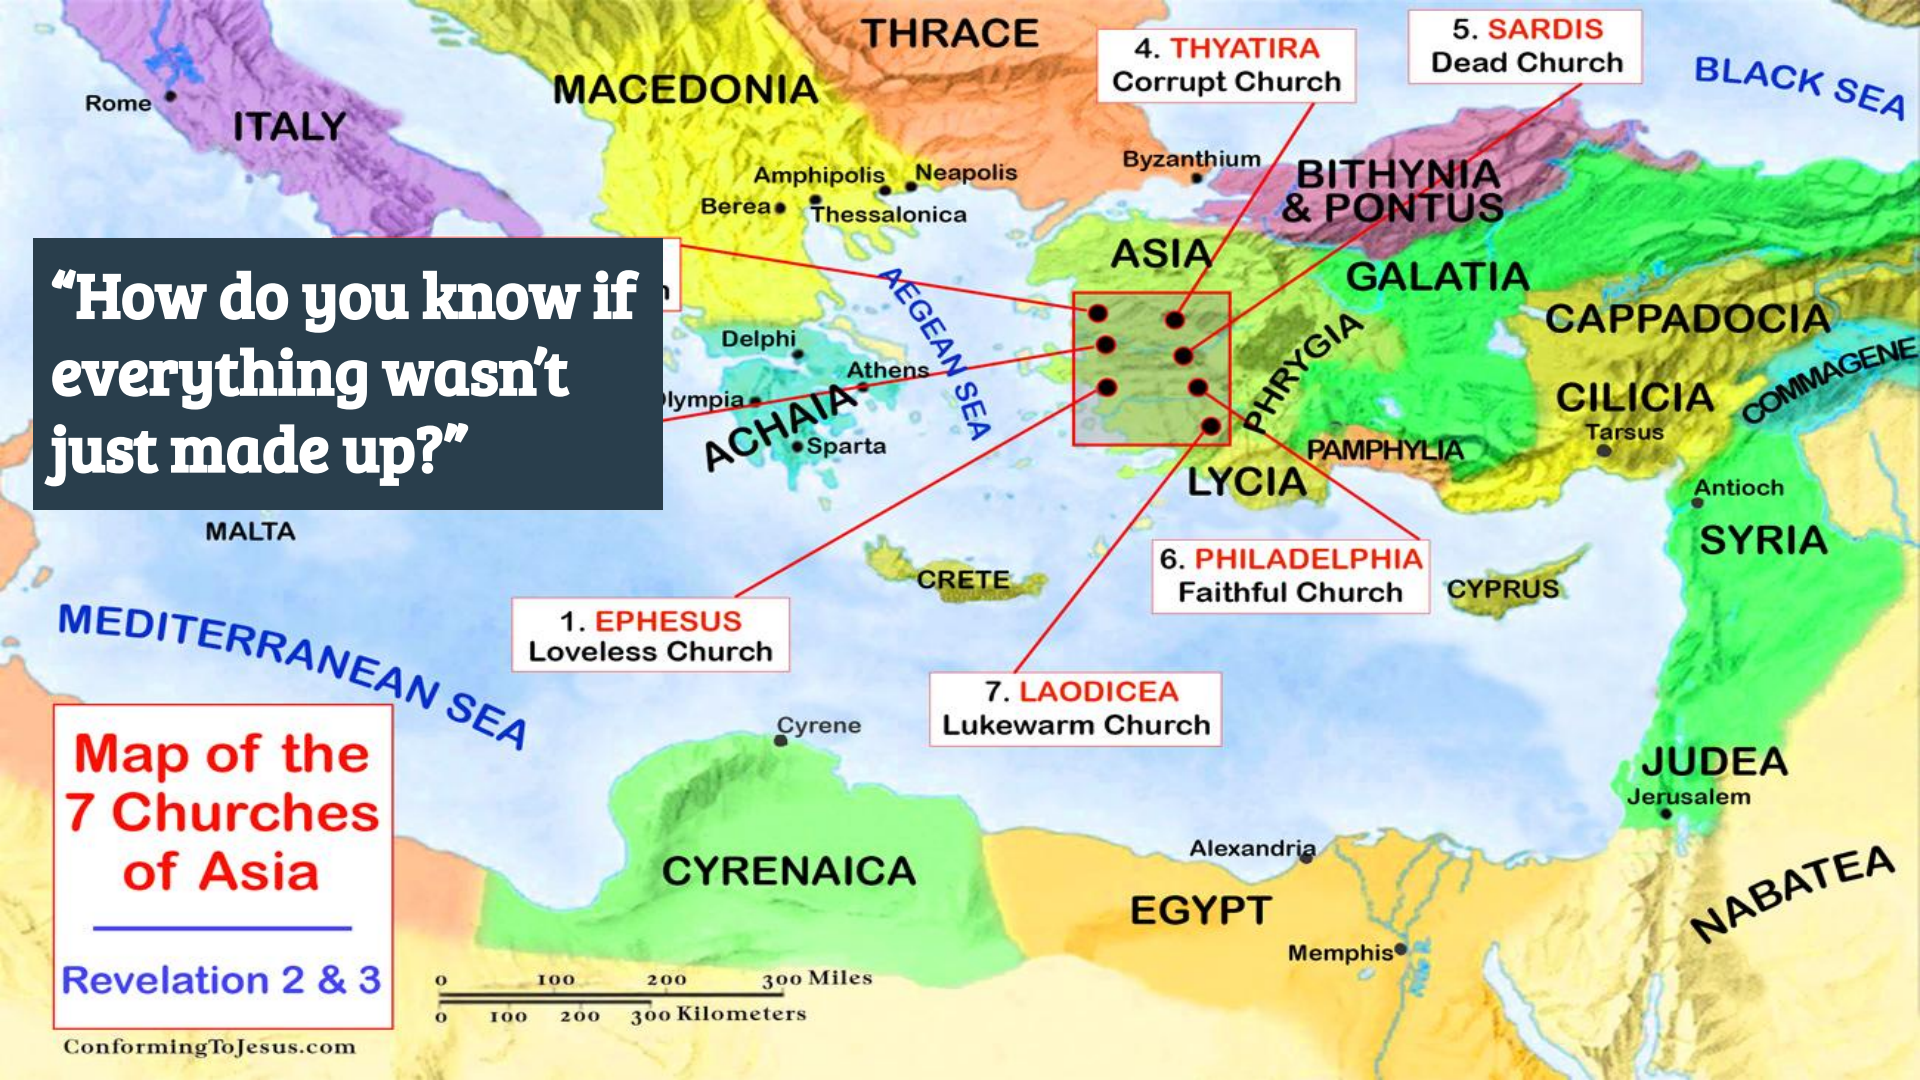 THRACE
4. THYATIRA
Corrupt Church
5. SARDIS
Dead Church
BLACK SEA
MACEDONIA
Rome
ITALY
Byzanthium
Amphipolis
Neapolis
Berea
Thessalonica
BITHYNIA
& PONTUS
ASIA
GALATIA
“How do you know if
everything wasn’t
just made up?”
AEGEAN SEA
CAPPADOCIA
COMMAGENE
PHRYGIA
Delphi
Athens
lympia
ACHAIA
Sparta
CILICIA
Tarsus
PAMPHYLIA
LYCIA
Antioch
SYRIA
MALTA
CRETE
6. PHILADELPHIA
Faithful Church
CYPRUS
MEDITERRANEAN SEA
1. EPHESUS
Loveless Church
7. LAODICEA
Lukewarm Church
Cyrene
JUDEA
Jerusalem
Map of the
7 Churches
of Asia
Revelation 2 & 3
CYRENAICA
Alexandria
EGYPT
NABATEA
Memphis
Nile R.
0 100 200 300 Miles
0 100 200 300 Kilometers
ConformingToJesus.com